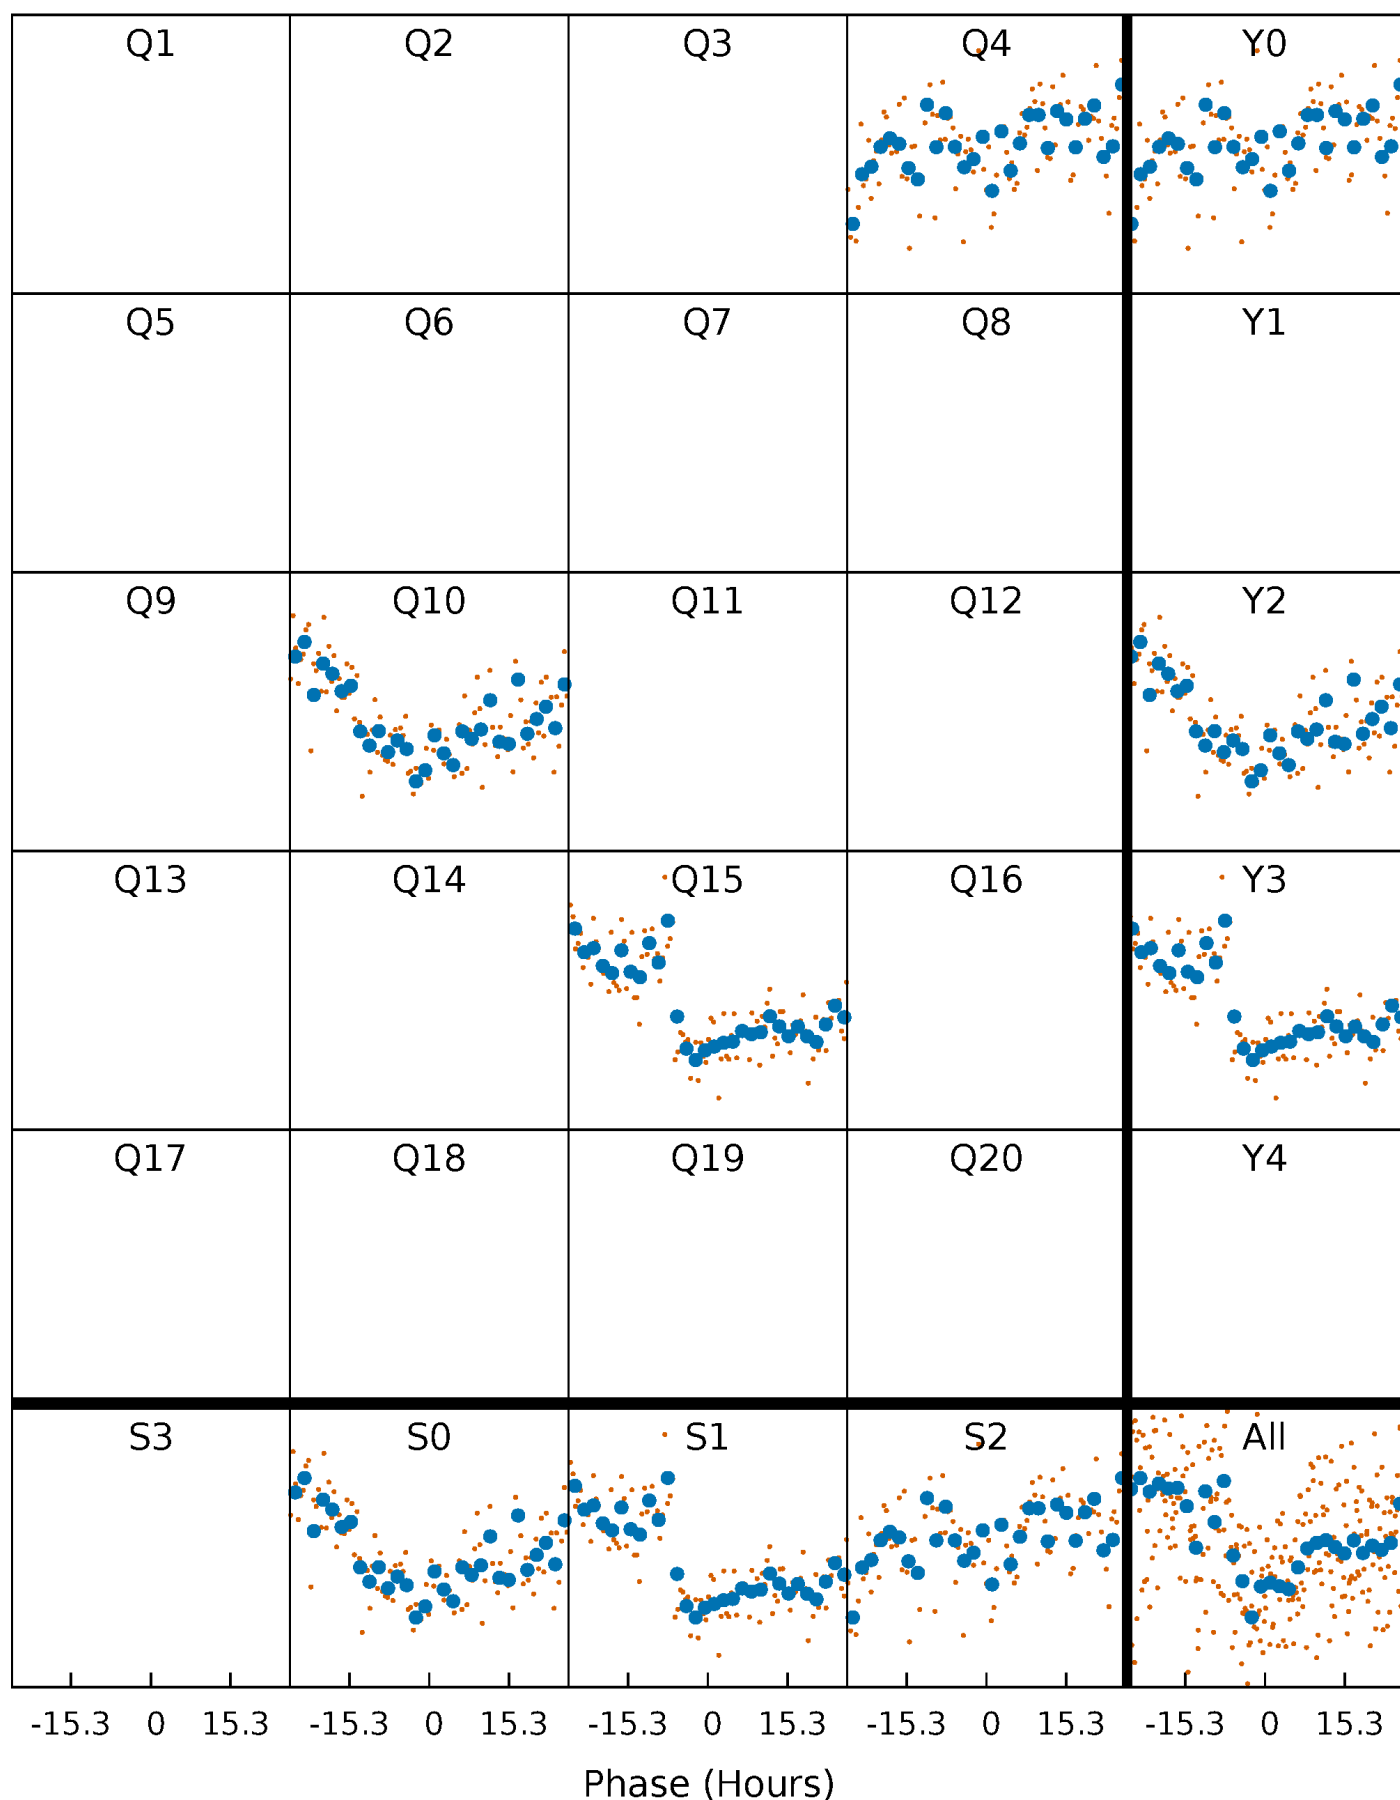 Q1 Q2 Q3 Q4 Y0
Q5 Q6 Q7 Q8 Y1
Q9 Q10 Q11 Q12 Y2
Q13 Q14 Q15 Q16 Y3
Q17 Q18 Q19 Q20 Y4
S3 S0 S1 S2 All
-15.3 0 15.3 -15.3 0 15.3 -15.3 0 15.3 -15.3 0 15.3 -15.3 0 15.3
Phase (Hours)